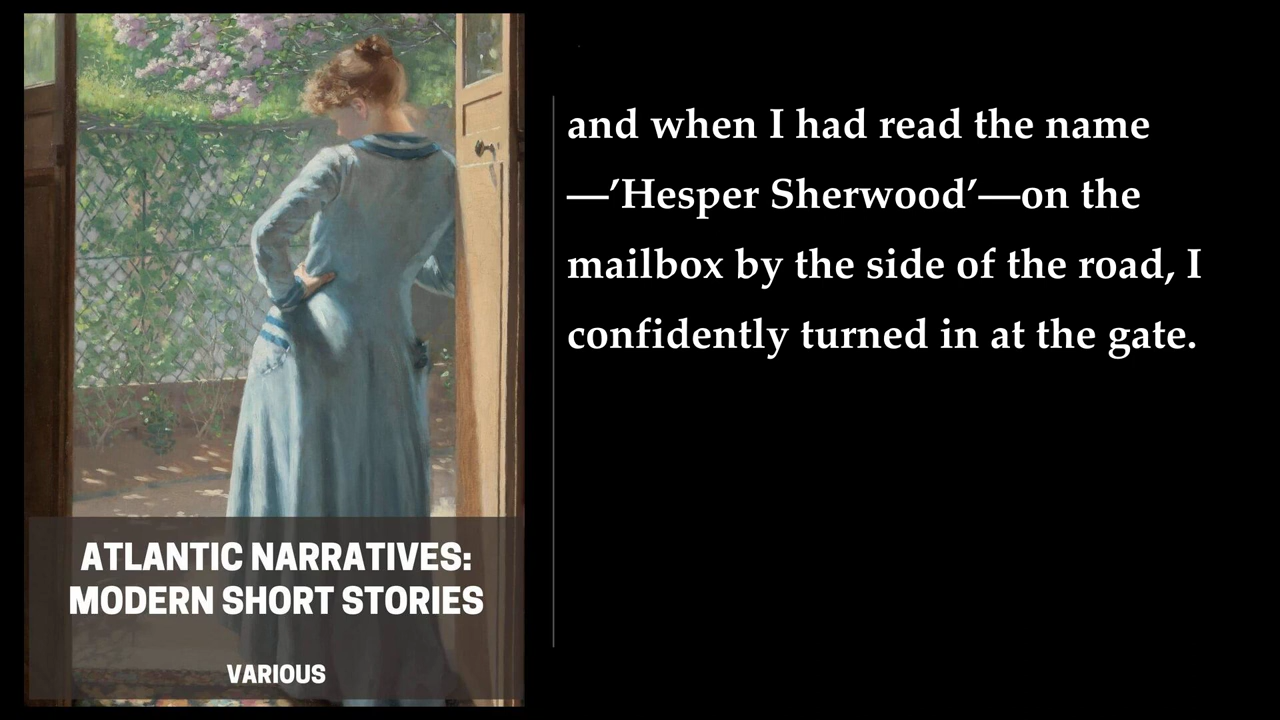 and when I had read the name
—’Hesper Sherwood’—on the
mailbox by the side of the road, I
confidently turned in at the gate.
ATLANTIC NARRATIVES:
MODERN SHORT STORIES
VARIOUS